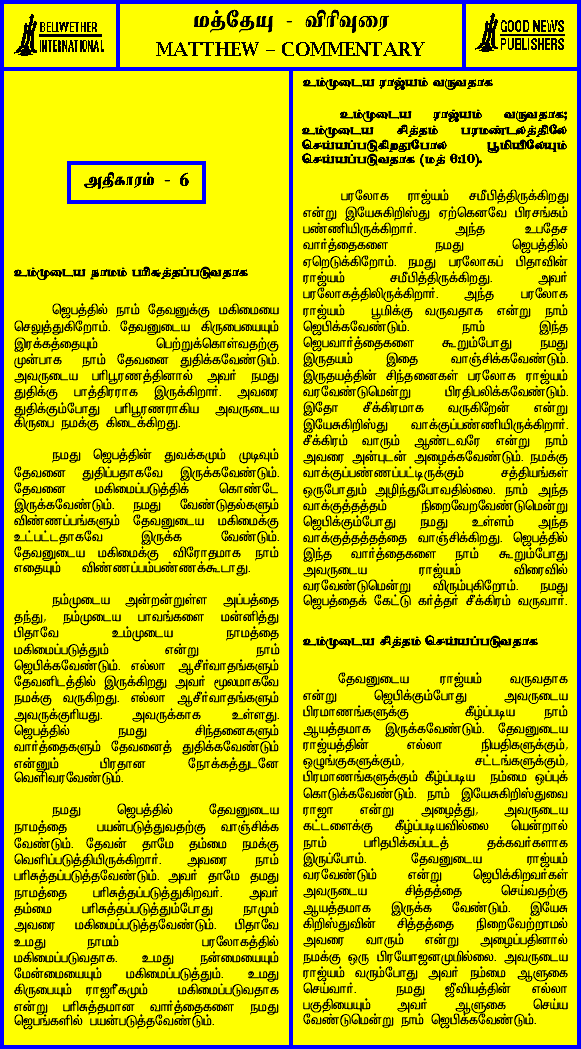 BELIWETHER
INTERNATIONAL
மத்தேயு - விரிவுரை
MATTHEW – COMMENTARY
GOOD NEWS
PUBLISHERS
அதிகாரம் - 6
உம்முடைய நாமம் பரிசுத்தப்படுவதாக
ஜெபத்தில் நாம் தேவனுக்கு மகிமையை
செலுத்துகிறோம். தேவனுடைய கிருபையையும்
இரக்கத்தையும் பெற்றுக்கொள்வதற்கு
முன்பாக நாம் தேவனை துதிக்கவேண்டும்.
அவருடைய பரிபூரணத்தினால் அவர் நமது
துதிக்கு பாத்திரராக இருக்கிறார். அவரை
துதிக்கும்போது பரிபூரணராகிய அவருடைய
கிருபை நமக்கு கிடைக்கிறது.
நமது ஜெபத்தின் துவக்கமும் முடிவும்
தேவனை துதிப்பதாகவே இருக்கவேண்டும்.
தேவனை மகிமைப்படுத்திக் கொண்டே
இருக்கவேண்டும். நமது வேண்டுதல்களும்
விண்ணப்பங்களும் தேவனுடைய மகிமைக்கு
உட்பட்டதாகவே இருக்க வேண்டும்.
தேவனுடைய மகிமைக்கு விரோதமாக நாம்
எதையும் விண்ணப்பம்பண்ணக்கூடாது.
நம்முடைய அன்றன்றுள்ள அப்பத்தை
தந்து, நம்முடைய பாவங்களை மன்னித்து
பிதாவே உம்முடைய நாமத்தை
மகிமைப்படுத்தும் என்று நாம்
ஜெபிக்கவேண்டும். எல்லா ஆசீர்வாதங்களும்
தேவனிடத்தில் இருக்கிறது அவர் மூலமாகவே
நமக்கு வருகிறது. எல்லா ஆசீர்வாதங்களும்
அவருக்குரியது. அவருக்காக உள்ளது.
ஜெபத்தில் நமது சிந்தனைகளும்
வார்த்தைகளும் தேவனைத் துதிக்கவேண்டும்
என்னும் பிரதான நோக்கத்துடனே
வெளிவரவேண்டும்.
நமது ஜெபத்தில் தேவனுடைய
நாமத்தை பயன்படுத்துவதற்கு வாஞ்சிக்க
வேண்டும். தேவன் தாமே தம்மை நமக்கு
வெளிப்படுத்தியிருக்கிறார். அவரை நாம்
பரிசுத்தப்படுத்தவேண்டும். அவர் தாமே தமது
நாமத்தை பரிசுத்தப்படுத்துகிறவர். அவர்
தம்மை பரிசுத்தப்படுத்தும்போது நாமும்
அவரை மகிமைப்படுத்தவேண்டும். பிதாவே
உமது நாமம் பரலோகத்தில்
மகிமைப்படுவதாக. உமது நன்மையையும்
மேன்மையையும் மகிமைப்படுத்தும். உமது
கிருபையும் ராஜரீகமும் மகிமைப்படுவதாக
என்று பரிசுத்தமான வார்த்தைகளை நமது
ஜெபங்களில் பயன்படுத்தவேண்டும்.
உம்முடைய ராஜ்யம் வருவதாக
உம்முடைய ராஜ்யம் வருவதாக;
உம்முடைய சித்தம் பரமண்டலத்திலே
செய்யப்படுகிறதுபோல பூமியிலேயும்
செய்யப்படுவதாக (மத் 6:10).
பரலோக ராஜ்யம் சமீபித்திருக்கிறது
என்று இயேசுகிறிஸ்து ஏற்கெனவே பிரசங்கம்
பண்ணியிருக்கிறார். அந்த உபதேச
வார்த்தைகளை நமது ஜெபத்தில்
ஏறெடுக்கிறோம். நமது பரலோகப் பிதாவின்
ராஜ்யம் சமீபித்திருக்கிறது. அவர்
பரலோகத்திலிருக்கிறார். அந்த பரலோக
ராஜ்யம் பூமிக்கு வருவதாக என்று நாம்
ஜெபிக்கவேண்டும். நாம் இந்த
ஜெபவார்த்தைகளை கூறும்போது நமது
இருதயம் இதை வாஞ்சிக்கவேண்டும்.
இருதயத்தின் சிந்தனைகள் பரலோக ராஜ்யம்
வரவேண்டுமென்று பிரதிபலிக்கவேண்டும்.
இதோ சீக்கிரமாக வருகிறேன் என்று
இயேசுகிறிஸ்து வாக்குப்பண்ணியிருக்கிறார்.
சீக்கிரம் வாரும் ஆண்டவரே என்று நாம்
அவரை அன்புடன் அழைக்கவேண்டும். நமக்கு
வாக்குப்பண்ணப்பட்டிருக்கும் சத்தியங்கள்
ஒருபோதும் அழிந்துபோவதில்லை. நாம் அந்த
வாக்குத்தத்தம் நிறைவேறவேண்டுமென்று
ஜெபிக்கும்போது நமது உள்ளம் அந்த
வாக்குத்தத்தத்தை வாஞ்சிக்கிறது. ஜெபத்தில்
இந்த வார்த்தைகளை நாம் கூறும்போது
அவருடைய ராஜ்யம் விரைவில்
வரவேண்டுமென்று விரும்புகிறோம். நமது
ஜெபத்தைக் கேட்டு கர்த்தர் சீக்கிரம் வருவார்.
உம்முடைய சித்தம் செய்யப்படுவதாக
தேவனுடைய ராஜ்யம் வருவதாக
என்று ஜெபிக்கும்போது அவருடைய
பிரமாணங்களுக்கு கீழ்ப்படிய நாம்
ஆயத்தமாக இருக்கவேண்டும். தேவனுடைய
ராஜ்யத்தின் எல்லா நியதிகளுக்கும்,
ஒழுங்குகளுக்கும், சட்டங்களுக்கும்,
பிரமாணங்களுக்கும் கீழ்ப்படிய நம்மை ஒப்புக்
கொடுக்கவேண்டும். நாம் இயேசுகிறிஸ்துவை
ராஜா என்று அழைத்து, அவருடைய
கட்டளைக்கு கீழ்ப்படியவில்லை யென்றால்
நாம் பரிதபிக்கப்படத் தக்கவர்களாக
இருப்போம். தேவனுடைய ராஜ்யம்
வரவேண்டும் என்று ஜெபிக்கிறவர்கள்
அவருடைய சித்தத்தை செய்வதற்கு
ஆயத்தமாக இருக்க வேண்டும். இயேசு
கிறிஸ்துவின் சித்தத்தை நிறைவேற்றாமல்
அவரை வாரும் என்று அழைப்பதினால்
நமக்கு ஒரு பிரயோஜனமுமில்லை. அவருடைய
ராஜ்யம் வரும்போது அவர் நம்மை ஆளுகை
செய்வார். நமது ஜீவியத்தின் எல்லா
பகுதியையும் அவர் ஆளுகை செய்ய
வேண்டுமென்று நாம் ஜெபிக்கவேண்டும்.